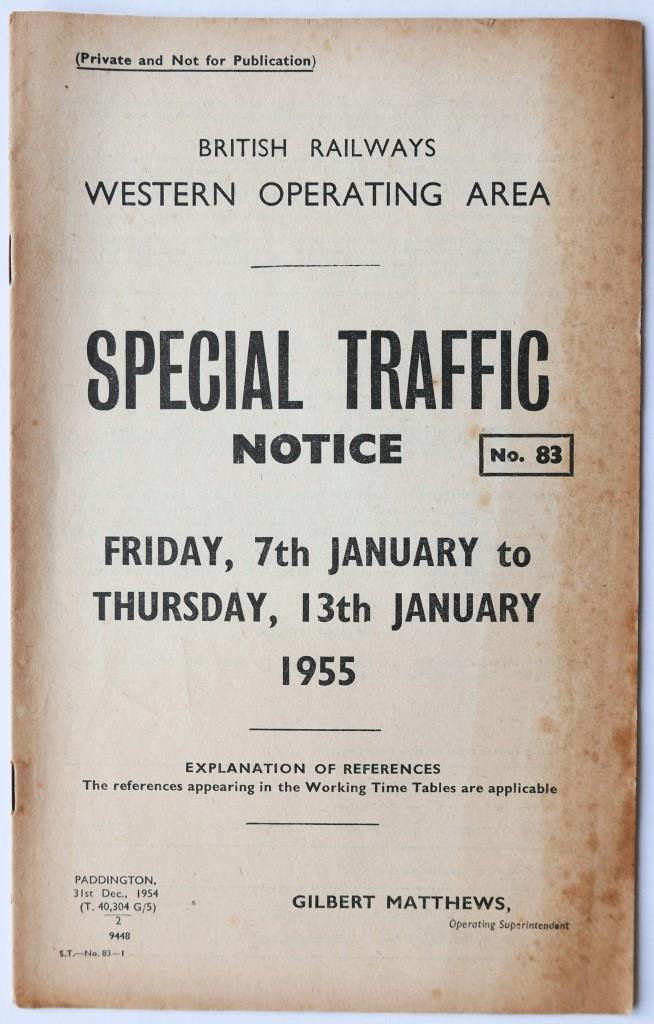 (Private and Not for Publication)
BRITISH RAILWAYS
WESTERN OPERATING AREA
SPECIAL TRAFFIC
NOTICE
No. 83
FRIDAY, 7th JANUARY to
THURSDAY, 13th JANUARY
1955
EXPLANATION OF REFERENCES
The references appearing in the Working Time Tables are applicable
PADDINGTON,
31st Dec., 1954
(T. 40,304 G/5)
2
9448
S.T.—No. 83—1
GILBERT MATTHEWS,
Operating Superintendent